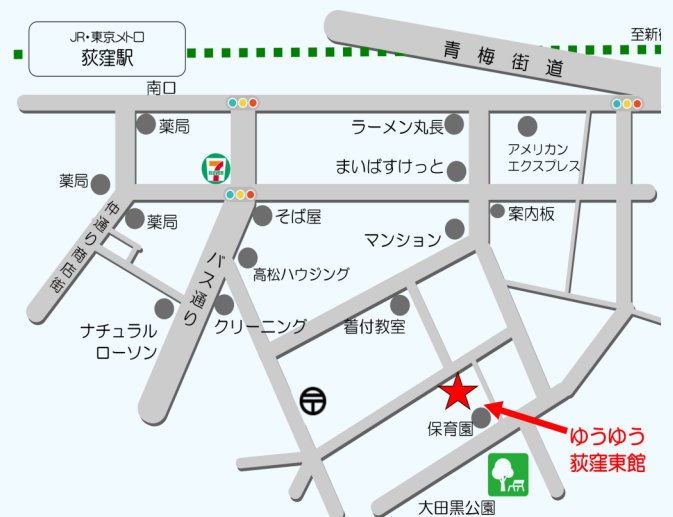 JR・東京メトロ
荻窪駅
至新宿
青梅街道
南口
薬局
ラーメン丸長
アメリカン
エクスプレス
まいばすけっと
7
ELEVEN
薬局
薬局
そば屋
案内板
マンション
仲通り商店街
バス通り
高松ハウジング
ナチュラル
ローソン
クリーニング
着付教室
〒
保育園
ゆうゆう
荻窪東館
大田黒公園